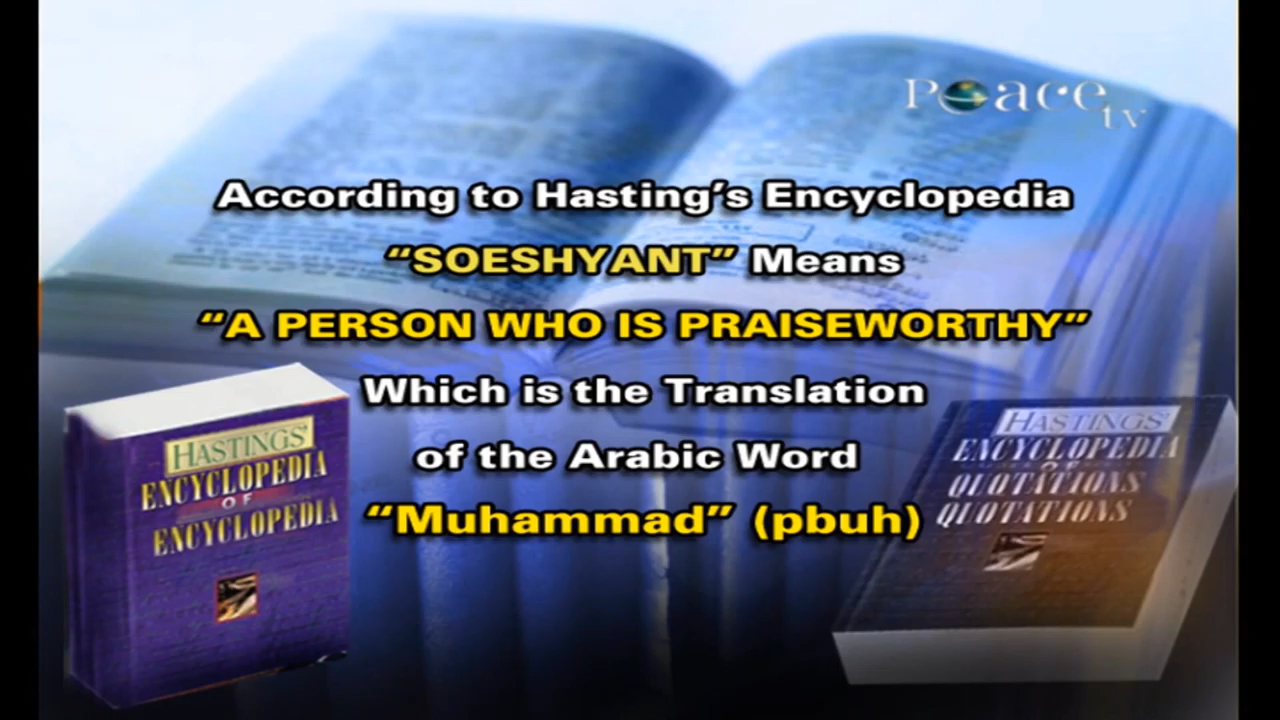 Peace tv
According to Hasting's Encyclopedia
“SOESHYANT” Means
“A PERSON WHO IS PRAISEWORTHY”
Which is the Translation
of the Arabic Word
“Muhammad” (pbuh)
HASTINGS'
ENCYCLOPEDIA
OF
ENCYCLOPEDIA
HASTINGS'
ENCYCLOPEDIA
OF
QUOTATIONS
QUOTATIONS